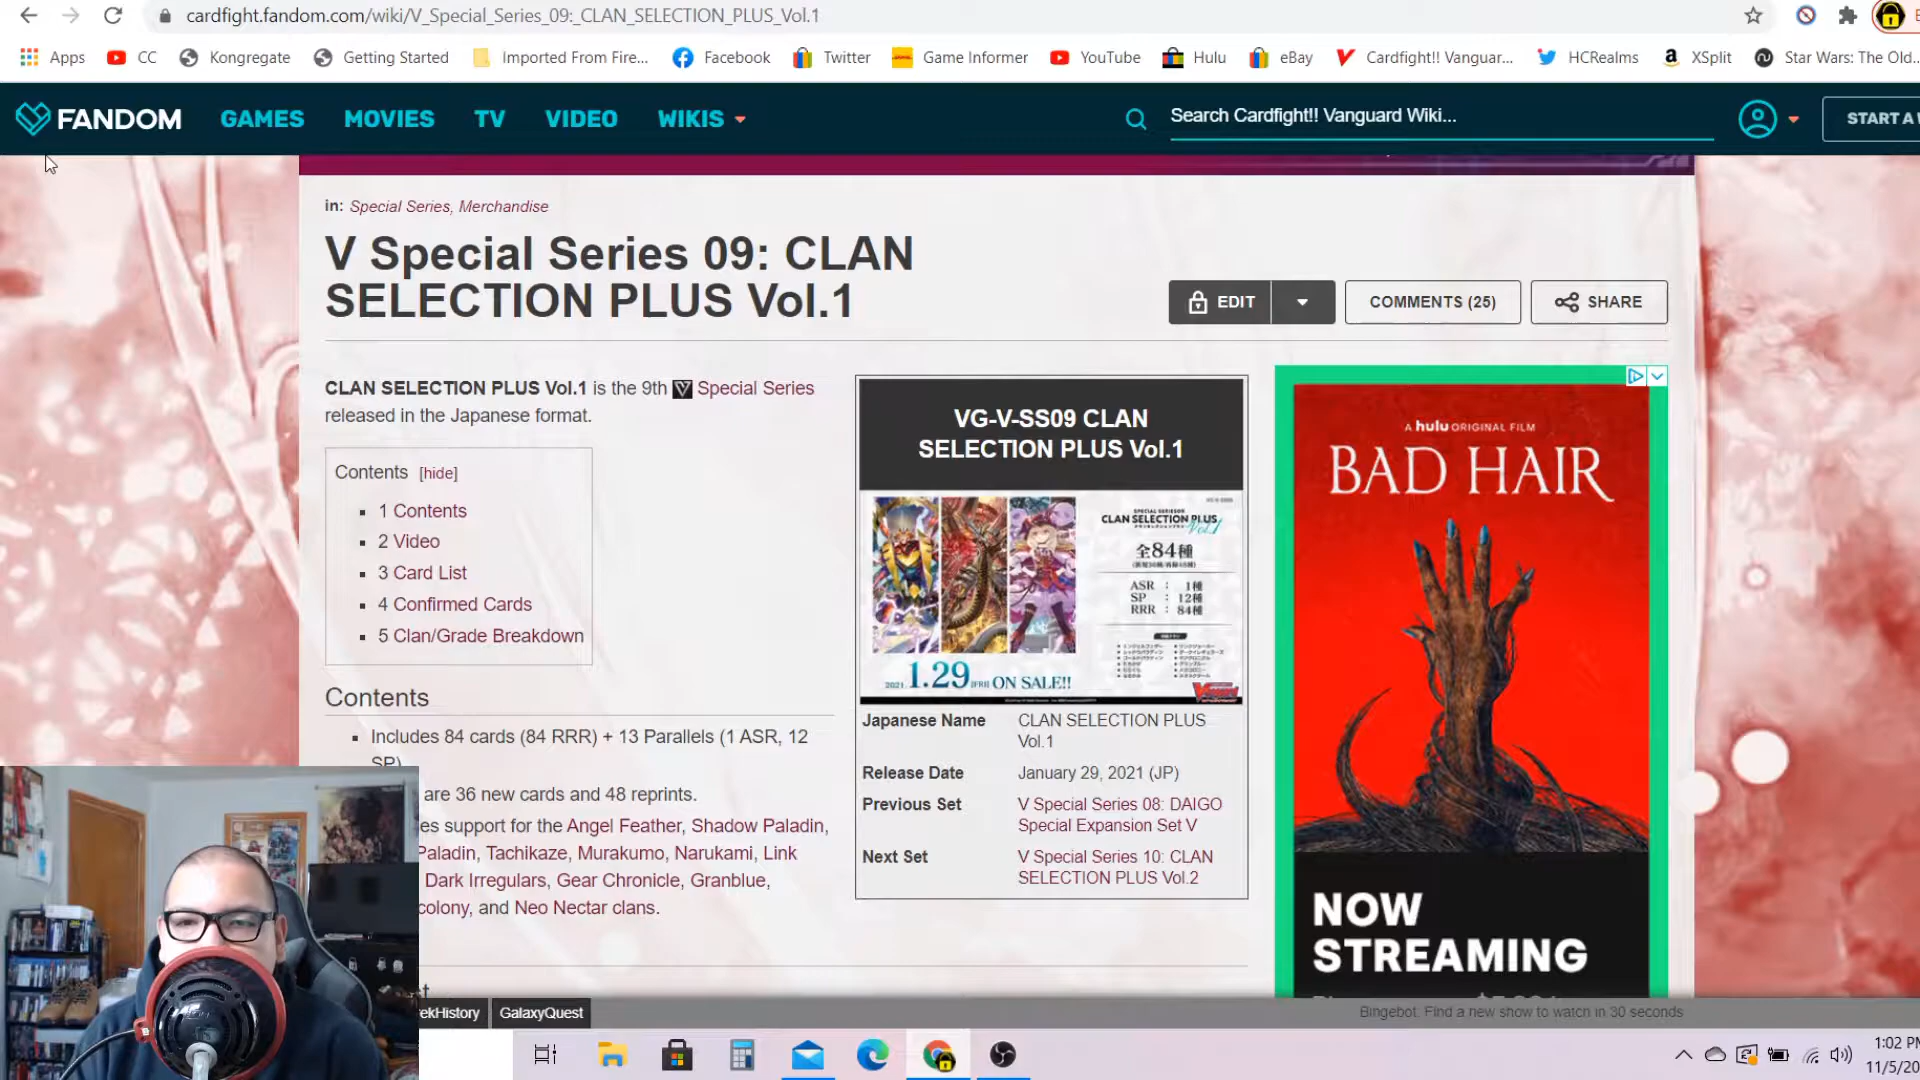 cardfight.fandom.com/wiki/V_Special_Series_09:_CLAN_SELECTION_PLUS_Vol.1
Apps CC Kongregate Getting Started Imported From Fire... Facebook Twitter Game Informer YouTube Hulu eBay Cardfight!! Vanguar... HCRealms XSplit Star Wars: The Old...
FANDOM GAMES MOVIES TV VIDEO WIKIS Search Cardfight!! Vanguard Wiki... START A
in: Special Series, Merchandise
V Special Series 09: CLAN
SELECTION PLUS Vol.1
EDIT COMMENTS (25) SHARE
CLAN SELECTION PLUS Vol.1 is the 9th Special Series
released in the Japanese format.
Contents [hide]
1 Contents
2 Video
3 Card List
4 Confirmed Cards
5 Clan/Grade Breakdown
Contents
Includes 84 cards (84 RRR) + 13 Parallels (1 ASR, 12
SP)
are 36 new cards and 48 reprints.
es support for the Angel Feather, Shadow Paladin,
Paladin, Tachikaze, Murakumo, Narukami, Link
Dark Irregulars, Gear Chronicle, Granblue,
colony, and Neo Nectar clans.
VG-V-SS09 CLAN
SELECTION PLUS Vol.1
CLAN SELECTION PLUS
Vol.1
全84種
ASR : 1種
SP : 12種
RRR : 84種
2021. 1.29 [FRI] ON SALE!!
Japanese Name CLAN SELECTION PLUS
Vol.1
Release Date January 29, 2021 (JP)
Previous Set V Special Series 08: DAIGO
Special Expansion Set V
Next Set V Special Series 10: CLAN
SELECTION PLUS Vol.2
A hulu ORIGINAL FILM
BAD HAIR
NOW
STREAMING
Bingebot. Find a new show to watch in 30 seconds
ekHistory GalaxyQuest
1:02 PM
11/5/20